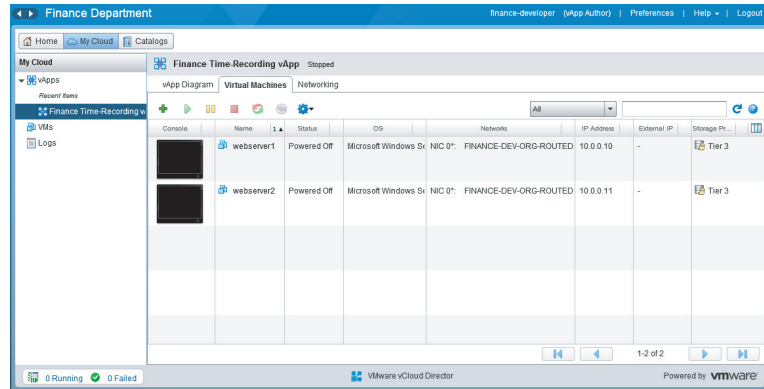 Finance Department finance-developer (vApp Author) | Preferences | Help | Logout
Home My Cloud Catalogs
My Cloud
Finance Time-Recording vApp Stopped
vApps
Recent Items
Finance Time-Recording v
VMs
Logs
vApp Diagram Virtual Machines Networking
All
Console Name 1 Status OS Networks IP Address External IP Storage Pr...
webserver1 Powered Off Microsoft Windows Se NIC 0*: FINANCE-DEV-ORG-ROUTED 10.0.0.10 - Tier 3
webserver2 Powered Off Microsoft Windows Se NIC 0*: FINANCE-DEV-ORG-ROUTED 10.0.0.11 - Tier 3
1-2 of 2
0 Running 0 Failed VMware vCloud Director Powered by vmware